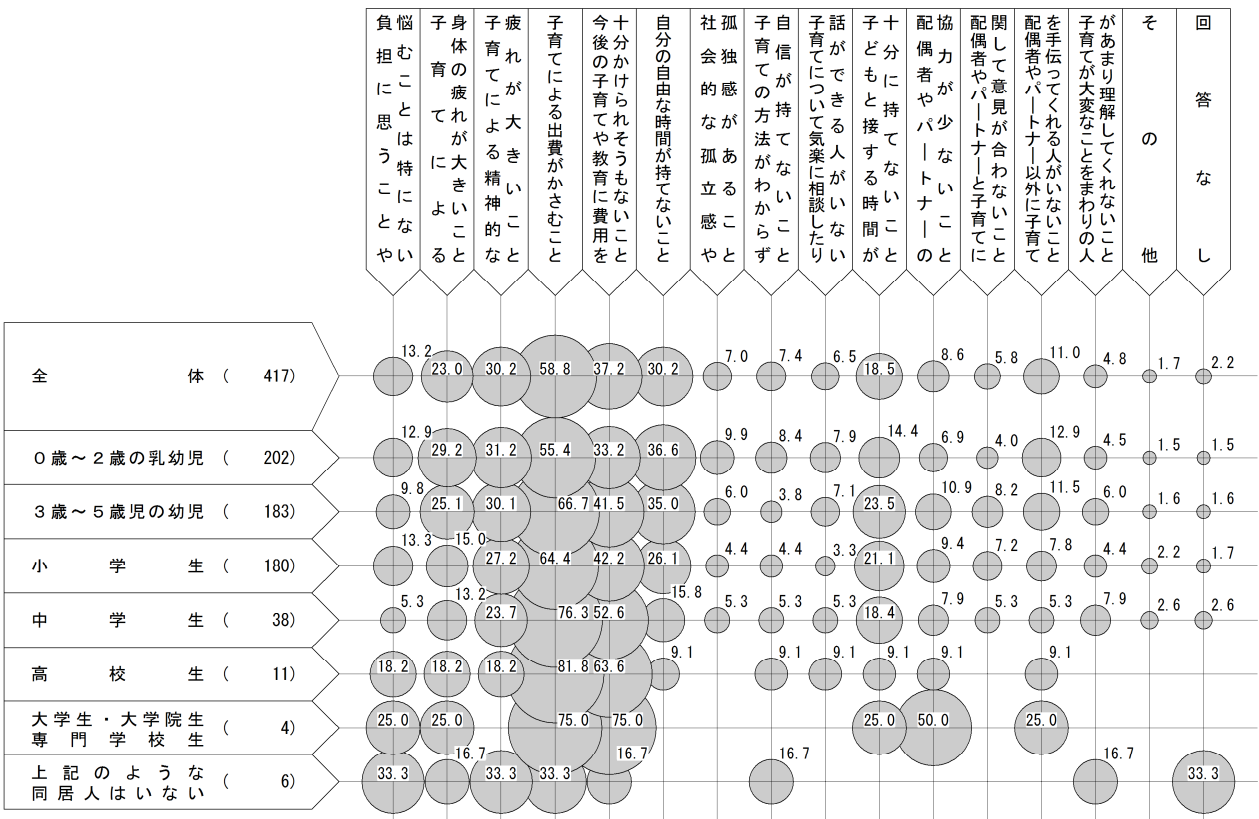 負担に思うことや
悩むことは特にない
子育てによる
身体の疲れが大きいこと
子育てによる精神的な
疲れが大きいこと
子育てによる出費がかさむこと
今後の子育てや教育に費用を
十分かけられそうもないこと
自分の自由な時間が持てないこと
社会的な孤立感や
孤独感があること
子育ての方法がわからず
自信が持てないこと
子育てについて気楽に相談したり
話ができる人がいない
子どもと接する時間が
十分に持てないこと
配偶者やパートナーの
協力が少ないこと
配偶者やパートナーと子育てに
関して意見が合わないこと
配偶者やパートナー以外に子育て
を手伝ってくれる人がいないこと
子育てが大変なことをまわりの人
があまり理解してくれないこと
その他
回答なし
全体 ( 417) 13.2 23.0 30.2 58.8 37.2 30.2 7.0 7.4 6.5 18.5 8.6 5.8 11.0 4.8 1.7 2.2
0歳～2歳の乳幼児 ( 202) 12.9 29.2 31.2 55.4 33.2 36.6 9.9 8.4 7.9 14.4 6.9 4.0 12.9 4.5 1.5 1.5
3歳～5歳児の幼児 ( 183) 9.8 25.1 30.1 66.7 41.5 35.0 6.0 3.8 7.1 23.5 10.9 8.2 11.5 6.0 1.6 1.6
小学生 ( 180) 13.3 15.0 27.2 64.4 42.2 26.1 4.4 4.4 3.3 21.1 9.4 7.2 7.8 4.4 2.2 1.7
中学生 ( 38) 5.3 13.2 23.7 76.3 52.6 15.8 5.3 5.3 5.3 18.4 7.9 5.3 5.3 7.9 2.6 2.6
高校生 ( 11) 18.2 18.2 18.2 81.8 63.6 9.1 9.1 9.1 9.1 9.1 9.1
大学生・大学院生
専門学校生 ( 4) 25.0 25.0 75.0 75.0 25.0 50.0 25.0
上記のような
同居人はいない ( 6) 33.3 16.7 33.3 33.3 16.7 16.7 16.7 33.3